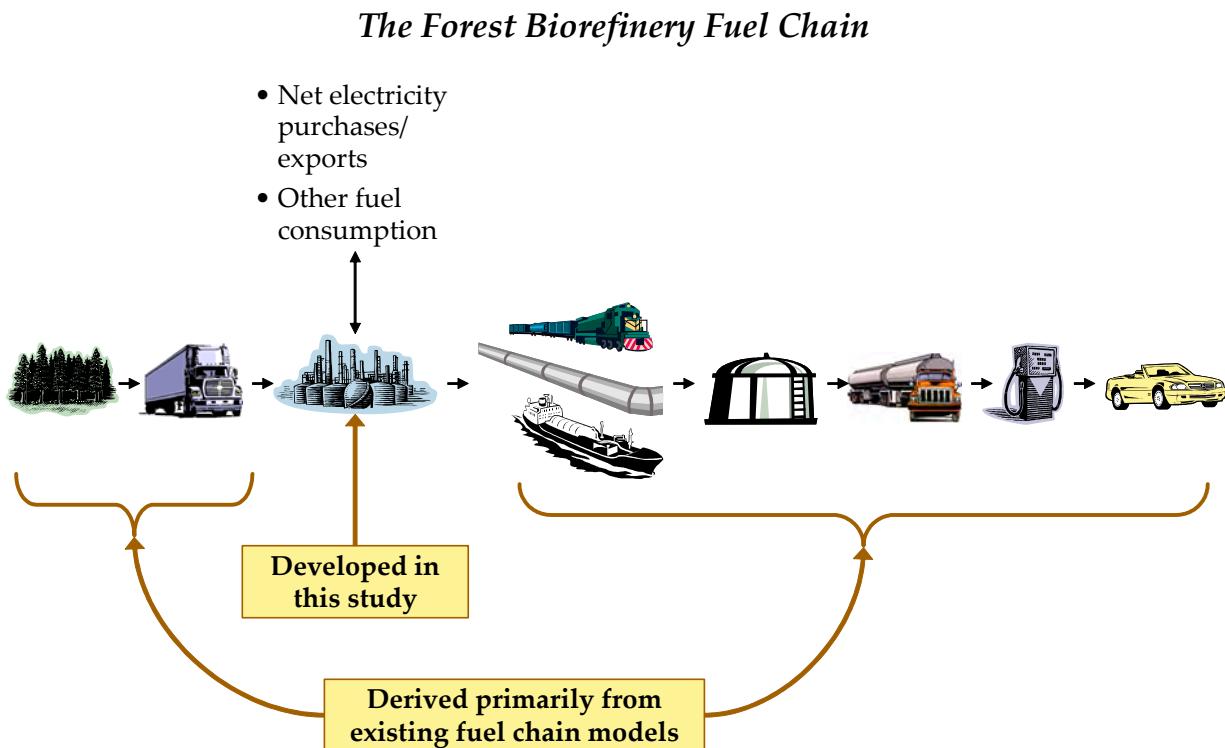 The Forest Biorefinery Fuel Chain
• Net electricity
purchases/
exports
• Other fuel
consumption
Developed in
this study
Derived primarily from
existing fuel chain models